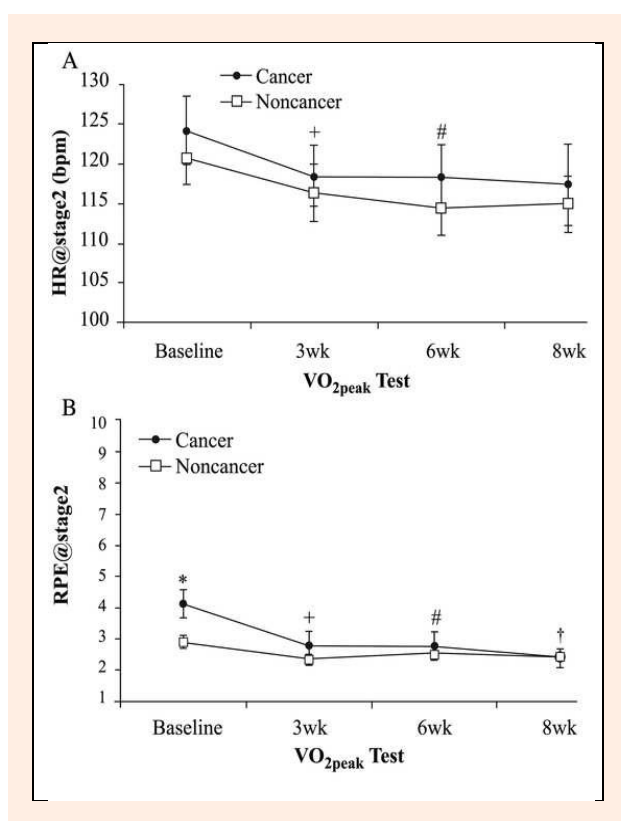 A
130
125
120
115
110
105
100
HR@stage2 (bpm)
Cancer
Noncancer
+
#
Baseline 3wk 6wk 8wk
VO2peak Test
B
10
9
8
7
6
5
4
3
2
1
RPE@stage2
Cancer
Noncancer
*
+
#
†
Baseline 3wk 6wk 8wk
VO2peak Test